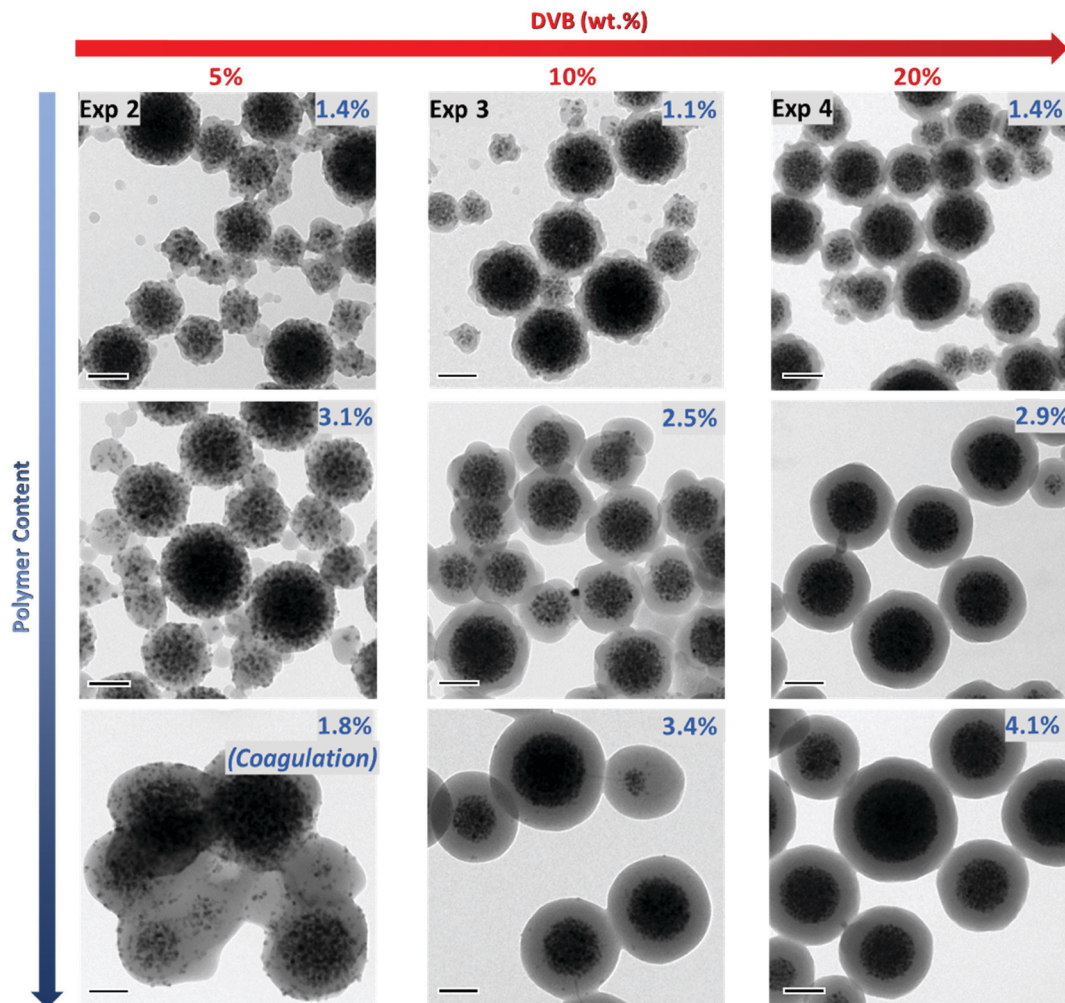 DVB (wt.%)
5%
10%
20%
Exp 2
1.4%
Exp 3
1.1%
Exp 4
1.4%
3.1%
2.5%
2.9%
1.8%
(Coagulation)
3.4%
4.1%
Polymer Content